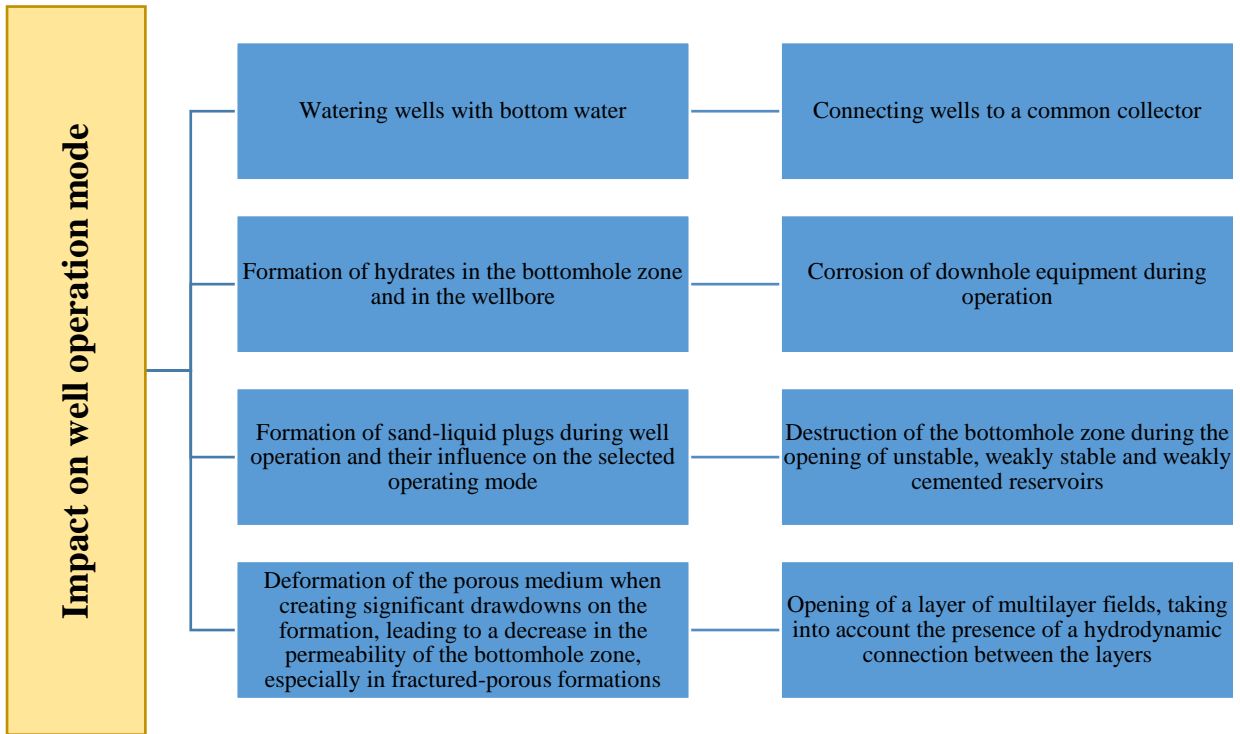 Impact on well operation mode
Watering wells with bottom water
Connecting wells to a common collector
Formation of hydrates in the bottomhole zone
and in the wellbore
Corrosion of downhole equipment during
operation
Formation of sand-liquid plugs during well
operation and their influence on the selected
operating mode
Destruction of the bottomhole zone during the
opening of unstable, weakly stable and weakly
cemented reservoirs
Deformation of the porous medium when
creating significant drawdowns on the
formation, leading to a decrease in the
permeability of the bottomhole zone,
especially in fractured-porous formations
Opening of a layer of multilayer fields, taking
into account the presence of a hydrodynamic
connection between the layers